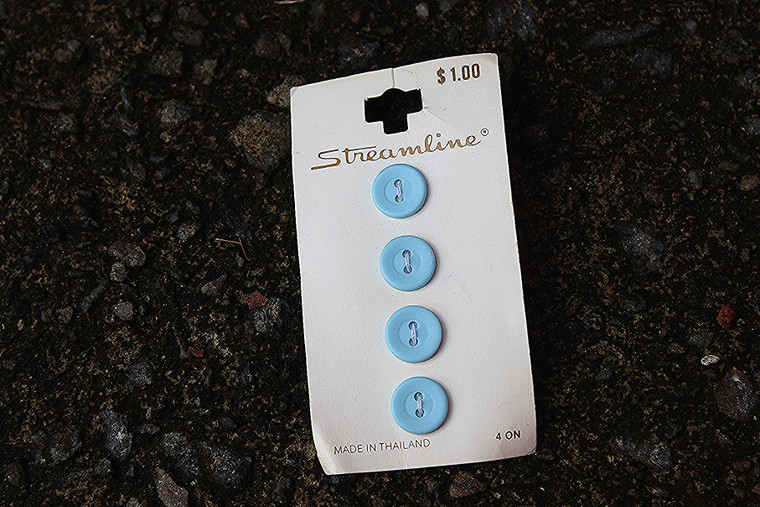 $1.00
Streamline®
MADE IN THAILAND
4 ON